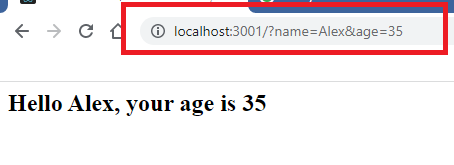 localhost:3001/?name=Alex&age=35
Hello Alex, your age is 35